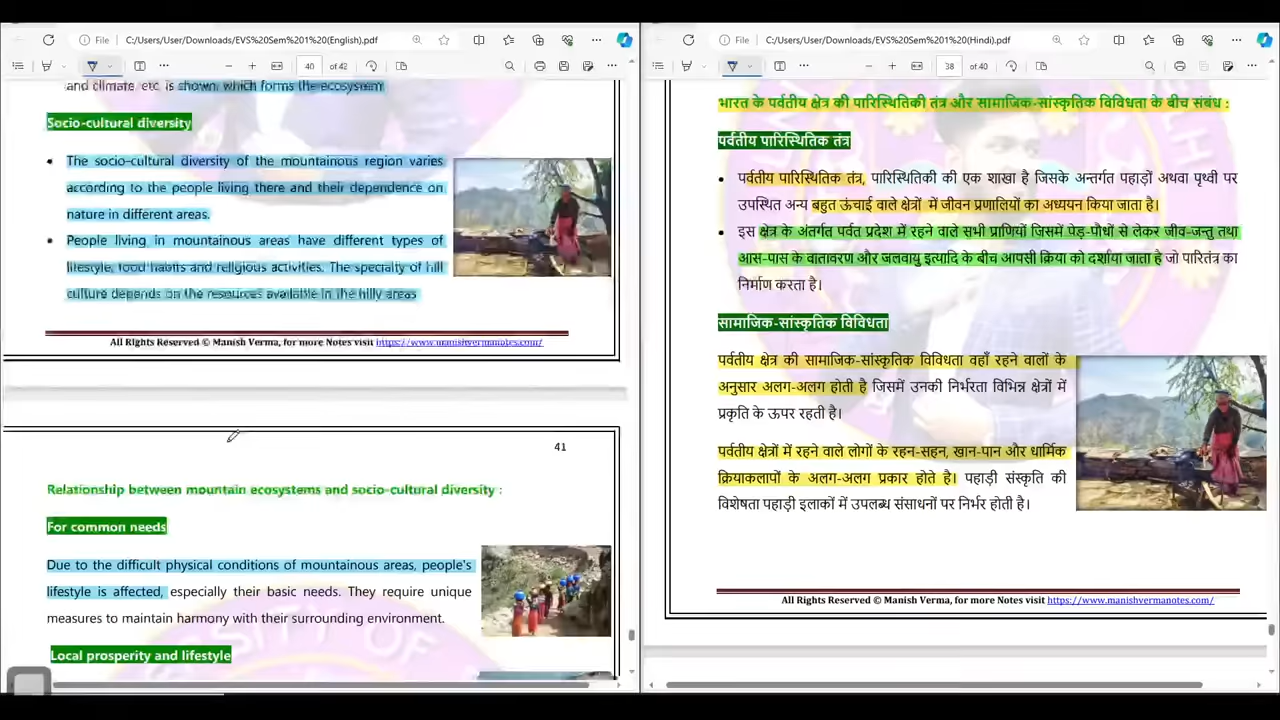 File C:/Users/User/Downloads/EVS%20Sem%201%20(English).pdf
40 of 42
and climate etc. is shown, which forms the ecosystem
Socio-cultural diversity
• The socio-cultural diversity of the mountainous region varies
according to the people living there and their dependence on
nature in different areas.
• People living in mountainous areas have different types of
lifestyle, food habits and religious activities. The specialty of hill
culture depends on the resources available in the hilly areas
All Rights Reserved © Manish Verma, for more Notes visit https://www.manishvermanotes.com/
41
Relationship between mountain ecosystems and socio-cultural diversity :
For common needs
Due to the difficult physical conditions of mountainous areas, people's
lifestyle is affected, especially their basic needs. They require unique
measures to maintain harmony with their surrounding environment.
Local prosperity and lifestyle
File C:/Users/User/Downloads/EVS%20Sem%201%20(Hindi).pdf
38 of 40
भारत के पर्वतीय क्षेत्र की पारिस्थितिकी तंत्र और सामाजिक-सांस्कृतिक विविधता के बीच संबंध :
पर्वतीय पारिस्थितिक तंत्र
• पर्वतीय पारिस्थितिक तंत्र, पारिस्थितिकी की एक शाखा है जिसके अन्तर्गत पहाड़ों अथवा पृथ्वी पर
उपस्थित अन्य बहुत ऊंचाई वाले क्षेत्रों में जीवन प्रणालियों का अध्ययन किया जाता है।
• इस क्षेत्र के अंतर्गत पर्वत प्रदेश में रहने वाले सभी प्राणियों जिसमें पेड़-पौधों से लेकर जीव-जन्तु तथा
आस-पास के वातावरण और जलवायु इत्यादि के बीच आपसी क्रिया को दर्शाया जाता है जो पारितंत्र का
निर्माण करता है।
सामाजिक-सांस्कृतिक विविधता
पर्वतीय क्षेत्र की सामाजिक-सांस्कृतिक विविधता वहाँ रहने वालों के
अनुसार अलग-अलग होती है जिसमें उनकी निर्भरता विभिन्न क्षेत्रों में
प्रकृति के ऊपर रहती है।
पर्वतीय क्षेत्रों में रहने वाले लोगों के रहन-सहन, खान-पान और धार्मिक
क्रियाकलापों के अलग-अलग प्रकार होते है। पहाड़ी संस्कृति की
विशेषता पहाड़ी इलाकों में उपलब्ध संसाधनों पर निर्भर होती है।
All Rights Reserved © Manish Verma, for more Notes visit https://www.manishvermanotes.com/